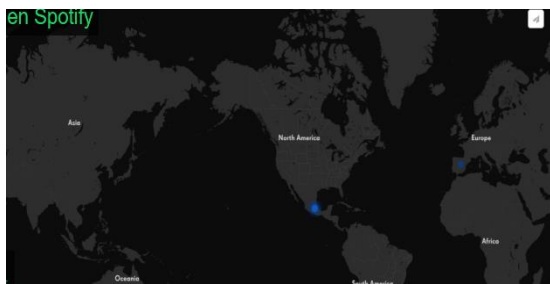 en Spotify
Asia
North America
Europe
Africa
Oceania
South America